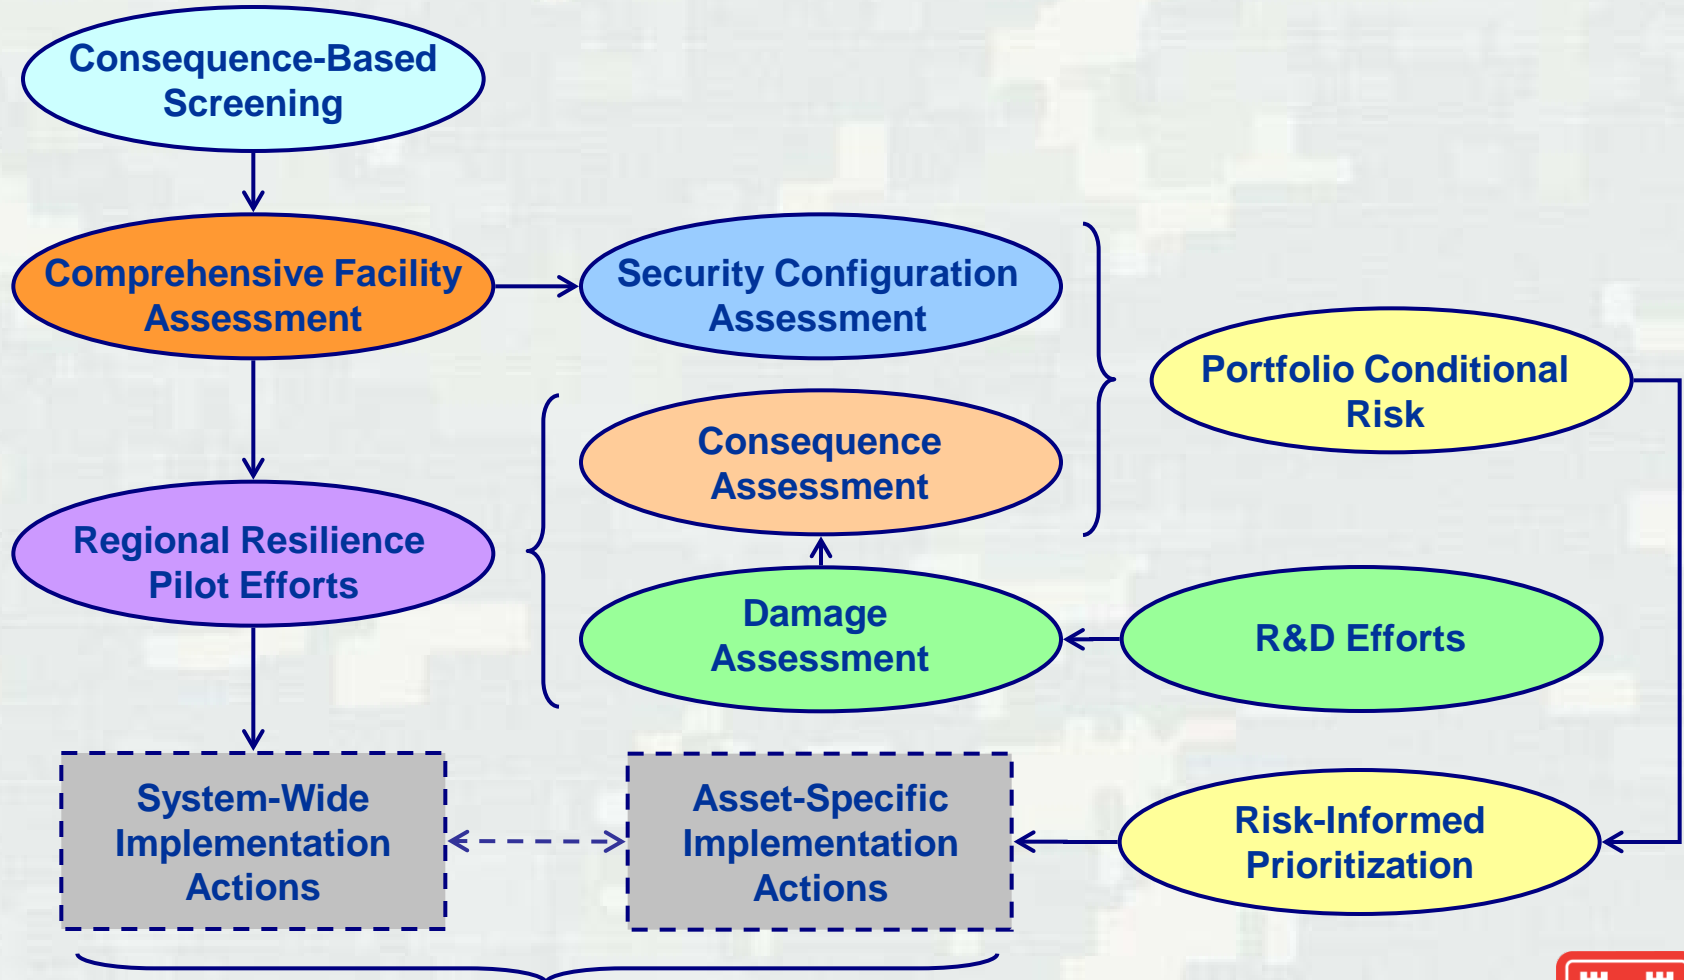 Consequence-Based
Screening
Comprehensive Facility
Assessment
Security Configuration
Assessment
Portfolio Conditional
Risk
Consequence
Assessment
Regional Resilience
Pilot Efforts
Damage
Assessment
R&D Efforts
System-Wide
Implementation
Actions
Asset-Specific
Implementation
Actions
Risk-Informed
Prioritization